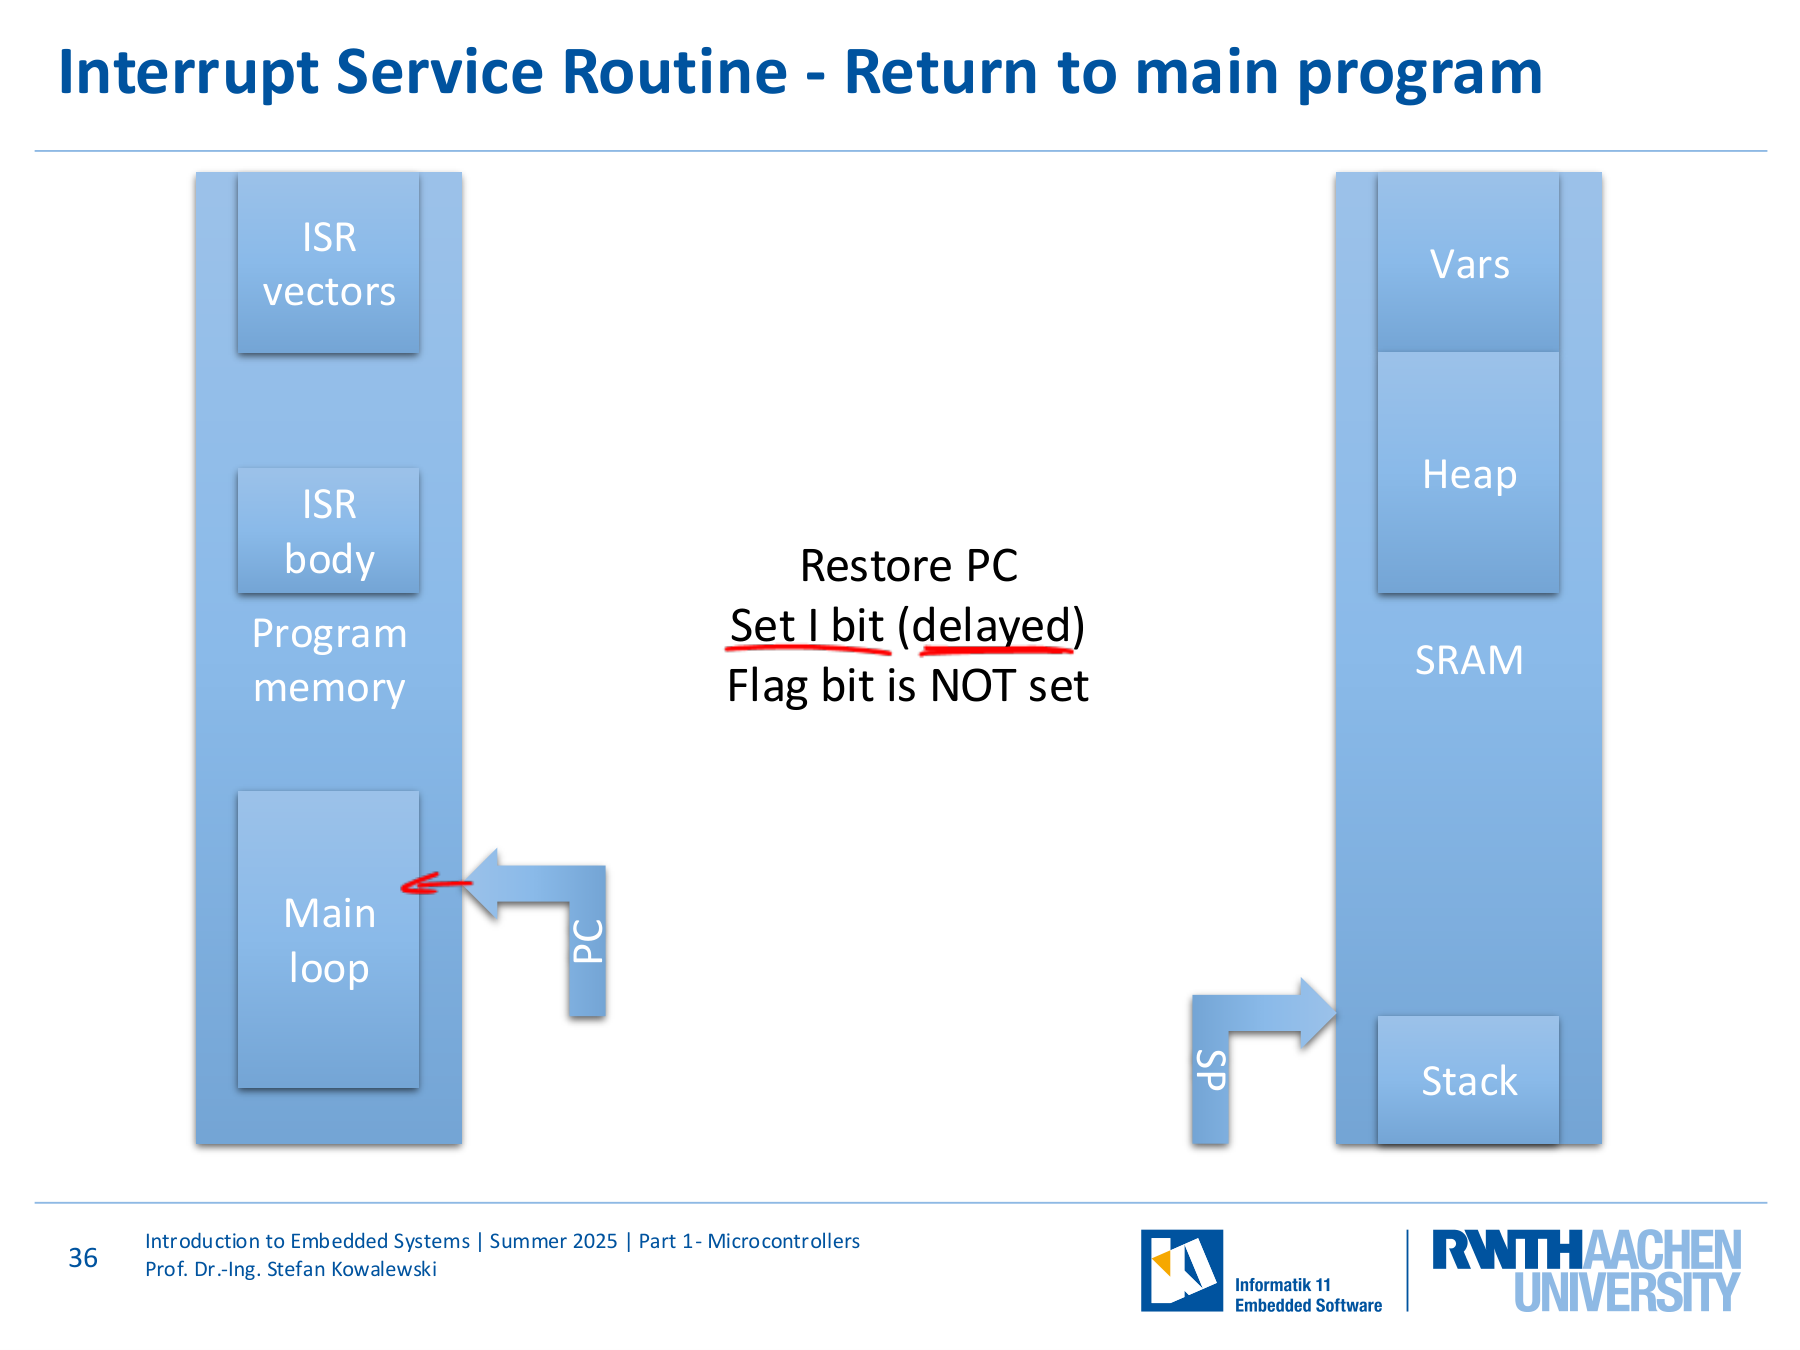 Interrupt Service Routine - Return to main program
ISR
vectors
ISR
body
Program
memory
Main
loop
PC
Restore PC
Set I bit (delayed)
Flag bit is NOT set
SP
Vars
Heap
SRAM
Stack
36
Introduction to Embedded Systems | Summer 2025 | Part 1- Microcontrollers
Prof. Dr.-Ing. Stefan Kowalewski
Informatik 11
Embedded Software
RWTHAACHEN
UNIVERSITY